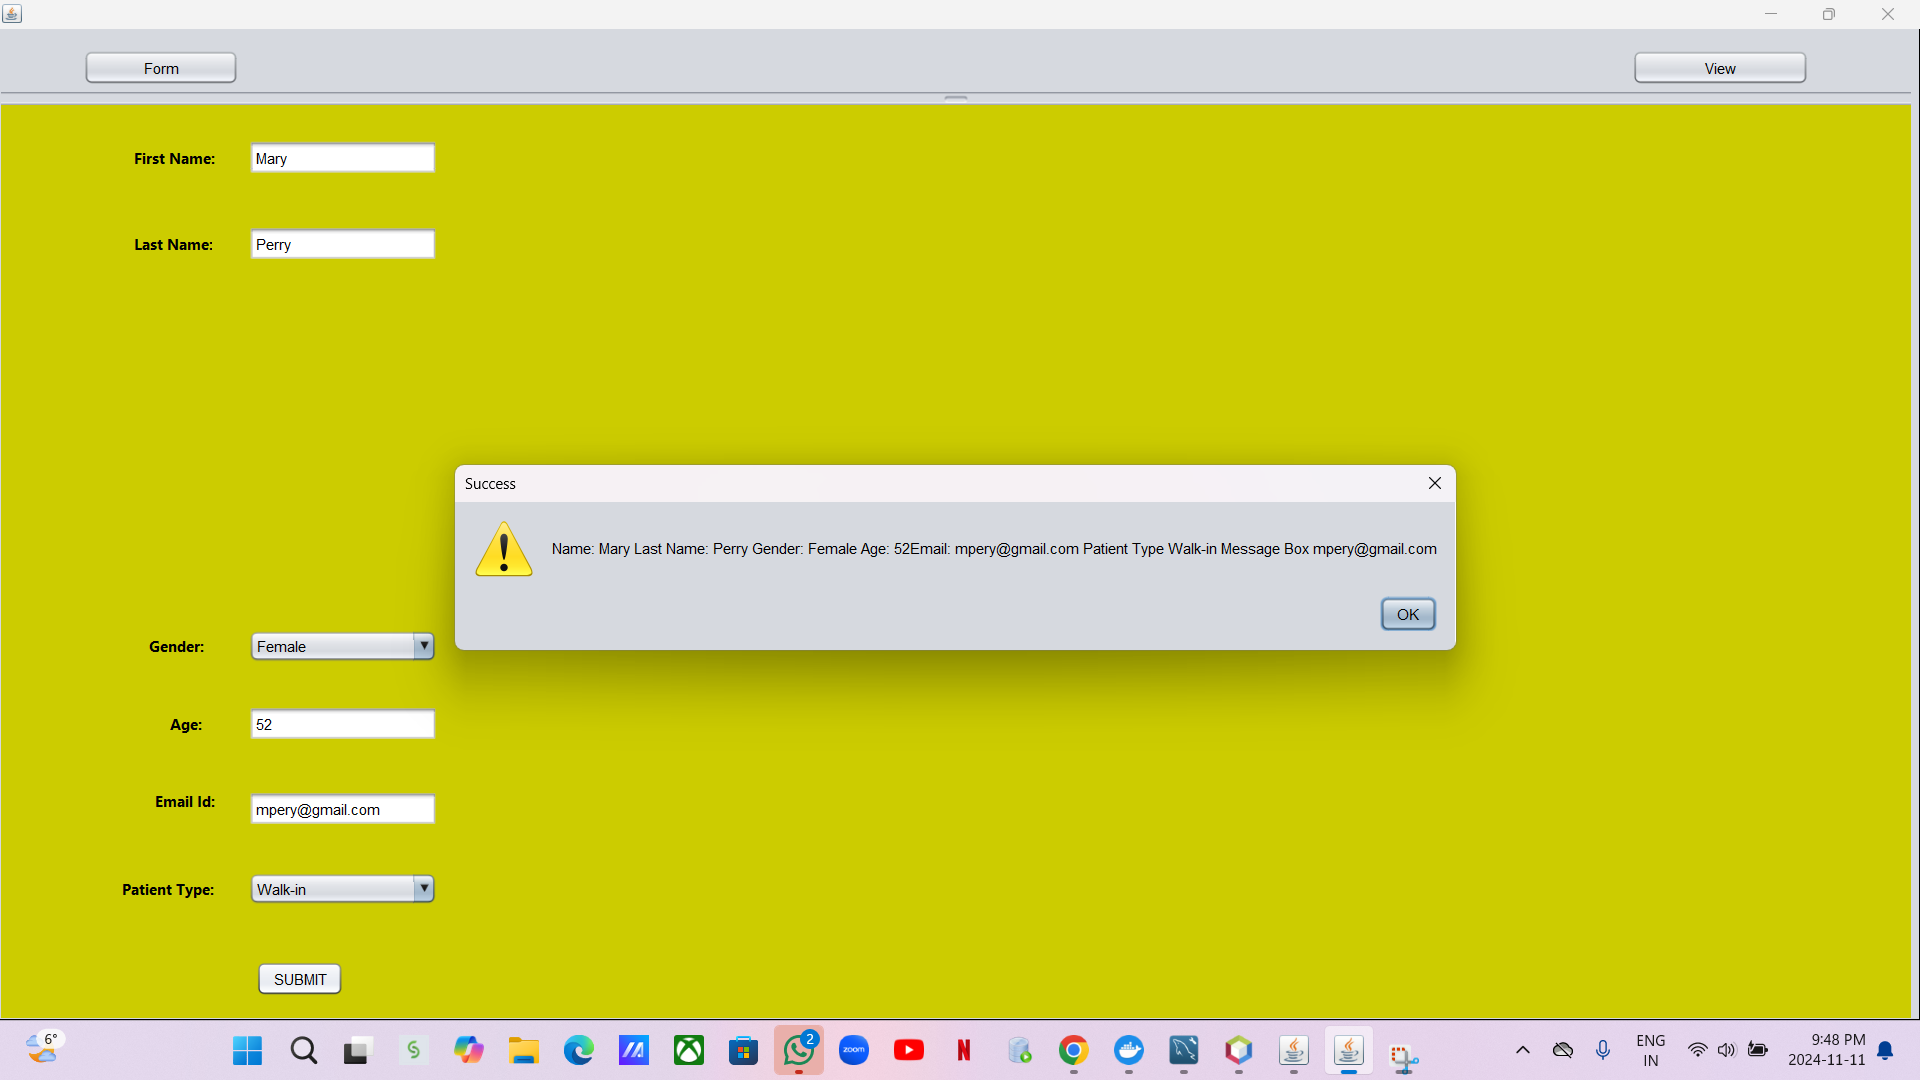 Form
View
First Name: Mary
Last Name: Perry
Success
Name: Mary Last Name: Perry Gender: Female Age: 52Email: mpery@gmail.com Patient Type Walk-in Message Box mpery@gmail.com
OK
Gender: Female
Age: 52
Email Id: mpery@gmail.com
Patient Type: Walk-in
SUBMIT
6°
2
zoom
ENG
IN
9:48 PM
2024-11-11